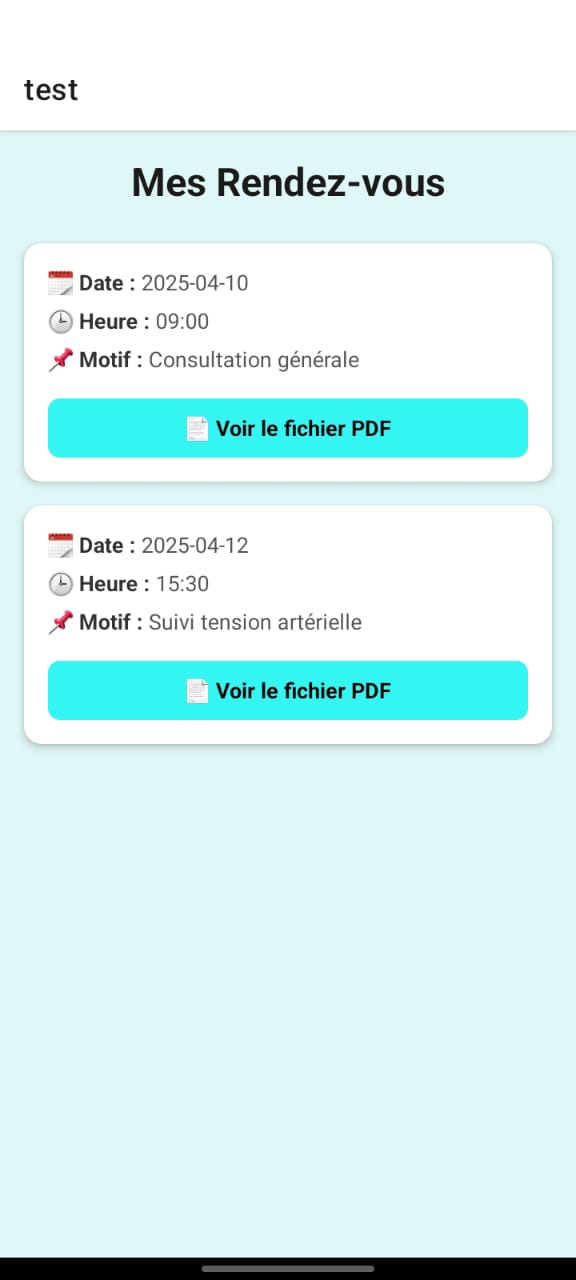 test
Mes Rendez-vous
Date : 2025-04-10
Heure : 09:00
Motif : Consultation générale
Voir le fichier PDF
Date : 2025-04-12
Heure : 15:30
Motif : Suivi tension artérielle
Voir le fichier PDF